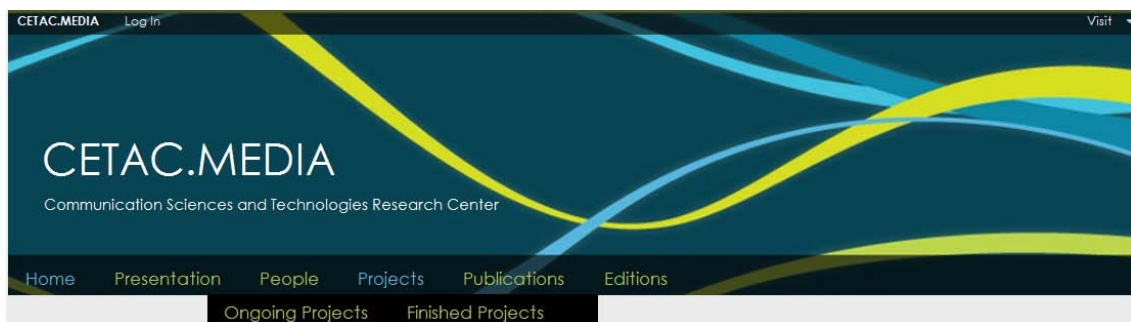 CETAC.MEDIA Log In Visit
CETAC.MEDIA
Communication Sciences and Technologies Research Center
Home Presentation People Projects Publications Editions
Ongoing Projects Finished Projects